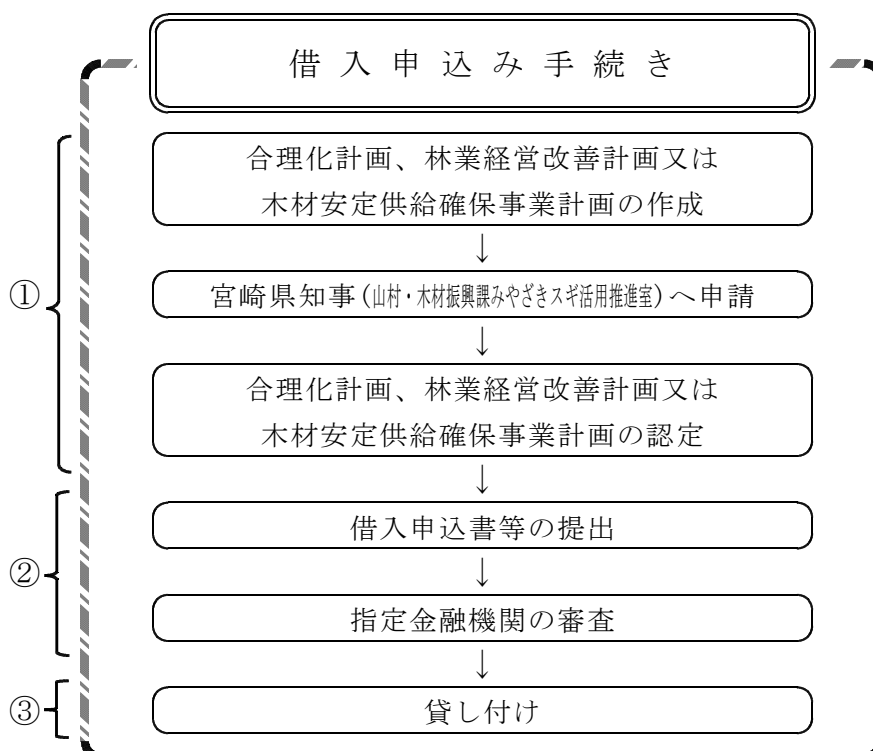 借入申込み手続き
①
合理化計画、林業経営改善計画又は
木材安定供給確保事業計画の作成
↓
宮崎県知事(山村・木材振興課みやざきスギ活用推進室)へ申請
↓
合理化計画、林業経営改善計画又は
木材安定供給確保事業計画の認定
↓
②
借入申込書等の提出
↓
指定金融機関の審査
↓
③
貸し付け